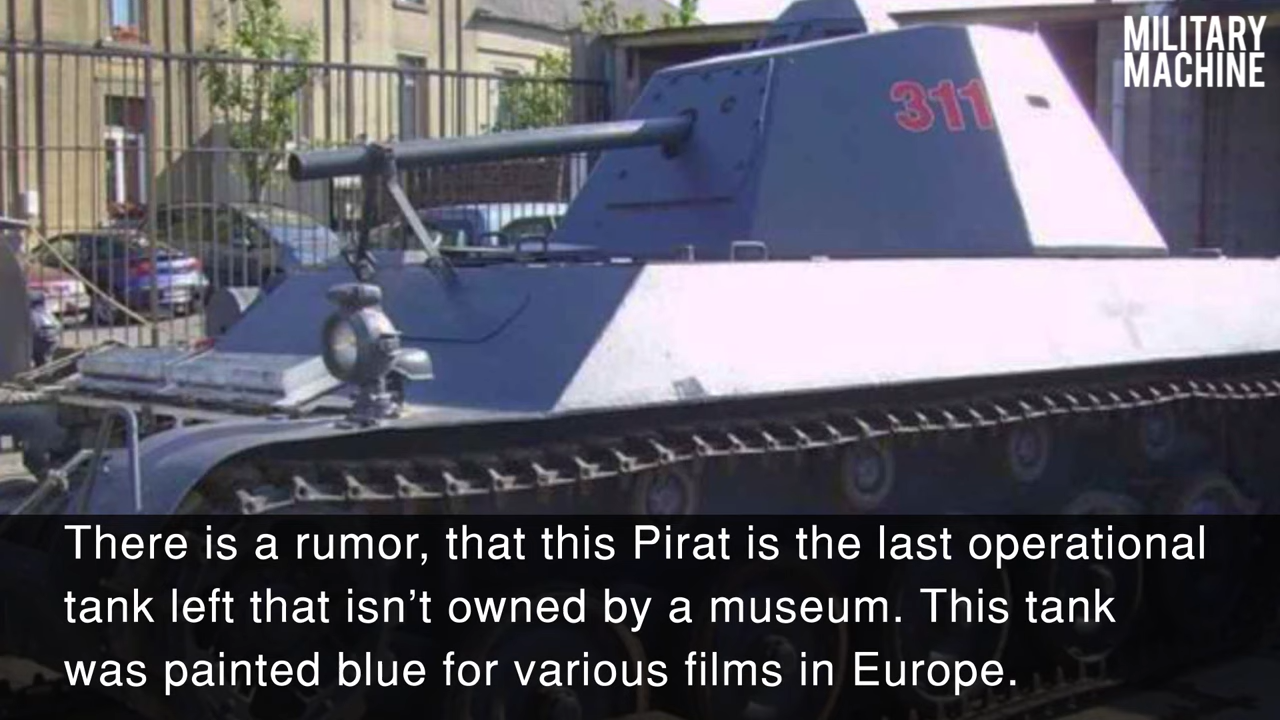 MILITARY
MACHINE
311
There is a rumor, that this Pirat is the last operational
tank left that isn’t owned by a museum. This tank
was painted blue for various films in Europe.